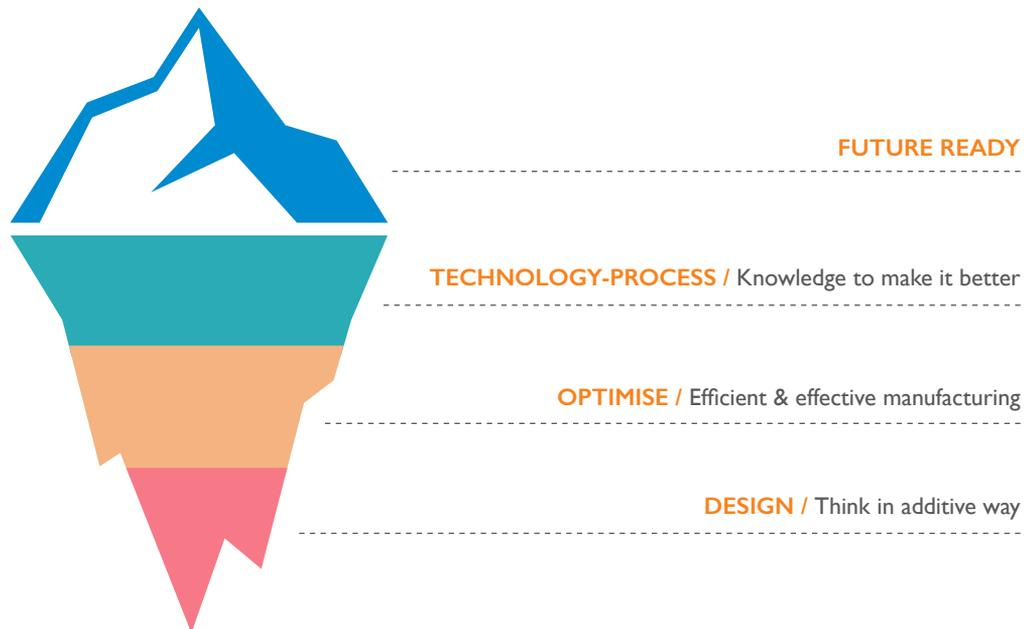 FUTURE READY
TECHNOLOGY-PROCESS / Knowledge to make it better
OPTIMISE / Efficient & effective manufacturing
DESIGN / Think in additive way